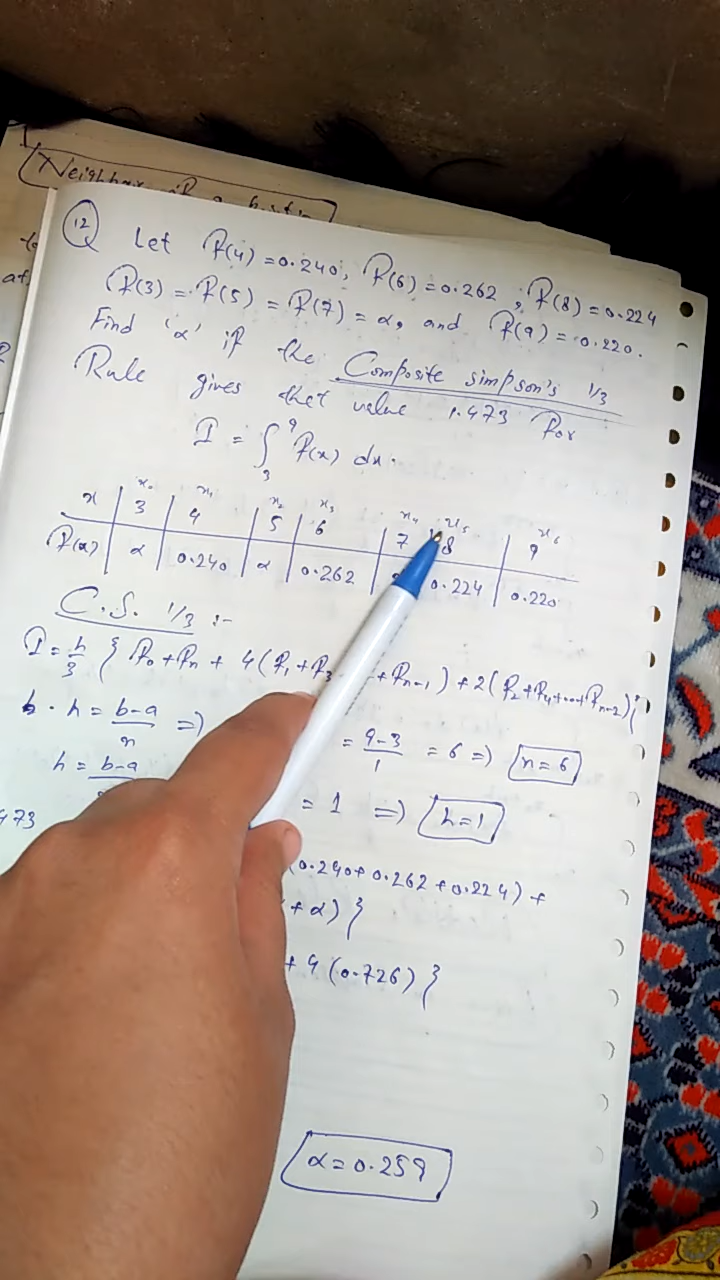 Neighbor if a
12
Q Let f(4) = 0.240, f(6) = 0.262, f(8) = 0.224
f(3) = f(5) = f(7) = α, and f(9) = 0.220.
Find 'α' if the Composite simpson's 1/3
Rule gives that value 1.473 for
I = ∫₃⁹ f(x) dx.
x₀ x₁ x₂ x₃ x₄ x₅ x₆
x 3 4 5 6 7 8 9
f(x) α 0.240 α 0.262 0.224 0.220
C.S. 1/3 :-
I = h/3 { f₀ + fₙ + 4(f₁ + f₃ + fₙ₋₁) + 2(f₂ + f₄ + ... + fₙ₋₂)}
h = b-a/n => = 9-3/1 = 6 => n = 6
h = b-a = 1 => h = 1
473
(0.240 + 0.262 + 0.224) +
+ α) }
+ 4 (0.726) }
α = 0.259